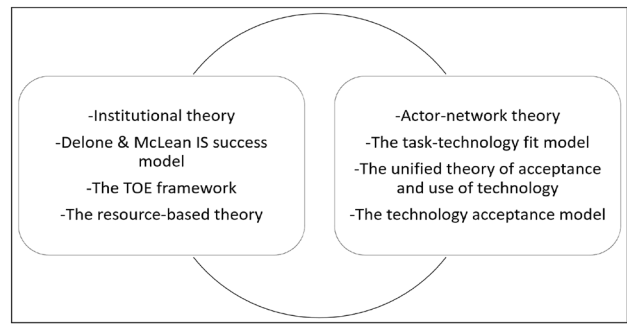 -Institutional theory
-Delone & McLean IS success
model
-The TOE framework
-The resource-based theory
-Actor-network theory
-The task-technology fit model
-The unified theory of acceptance
and use of technology
-The technology acceptance model